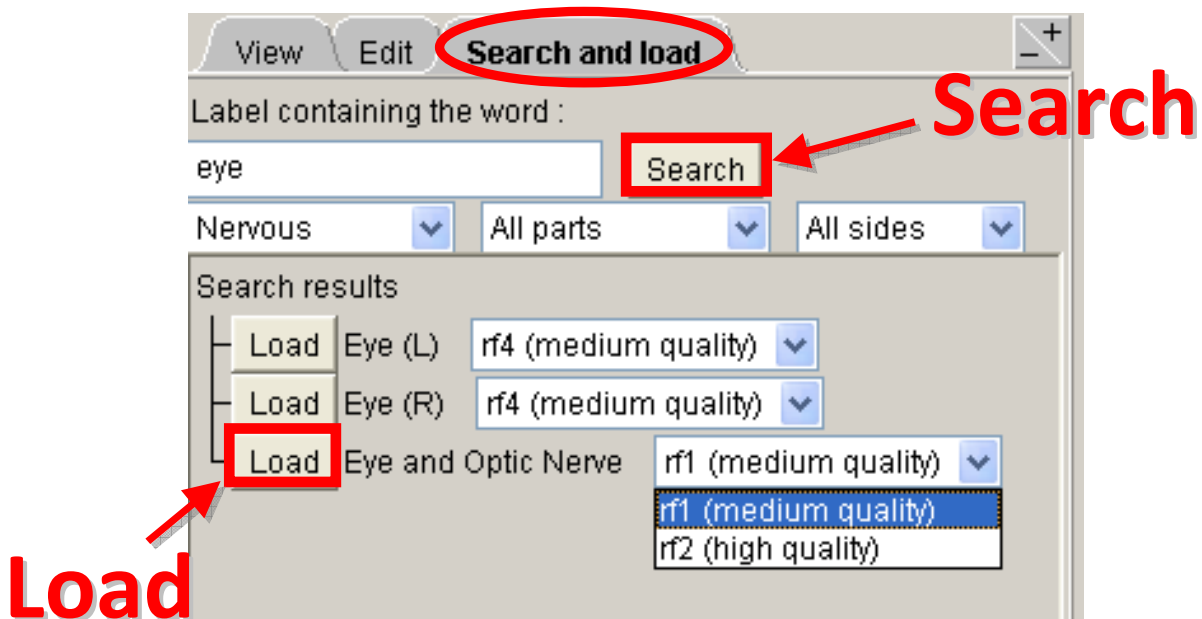 View Edit Search and load − +
Label containing the word :
Search
eye Search
Nervous All parts All sides
Search results
Load Eye (L) rf4 (medium quality)
Load Eye (R) rf4 (medium quality)
Load Eye and Optic Nerve rf1 (medium quality)
rf1 (medium quality)
rf2 (high quality)
Load